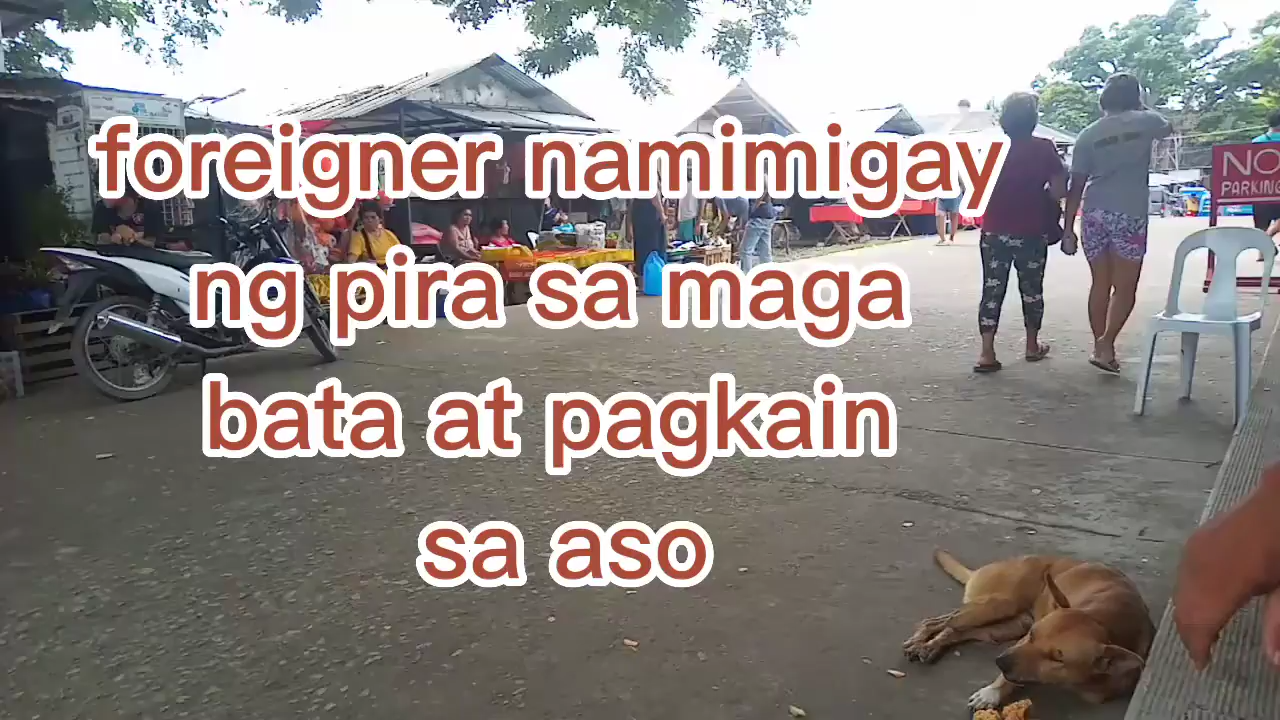 foreigner namimigay
ng pira sa maga
bata at pagkain
sa aso
NO
PARKING